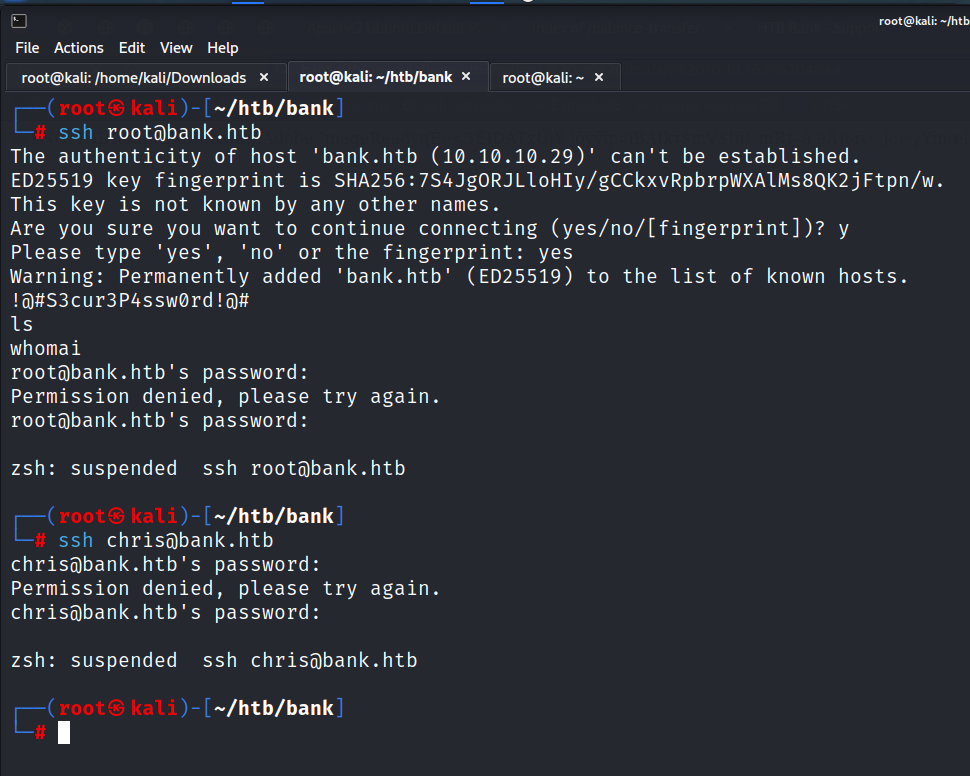 root@kali: ~/htb
File Actions Edit View Help
root@kali: /home/kali/Downloads × root@kali: ~/htb/bank × root@kali: ~ ×
┌──(root㉿kali)-[~/htb/bank]
└─# ssh root@bank.htb
The authenticity of host 'bank.htb (10.10.10.29)' can't be established.
ED25519 key fingerprint is SHA256:7S4JgORJLloHIy/gCCkxvRpbrpWXAlMs8QK2jFtpn/w.
This key is not known by any other names.
Are you sure you want to continue connecting (yes/no/[fingerprint])? y
Please type 'yes', 'no' or the fingerprint: yes
Warning: Permanently added 'bank.htb' (ED25519) to the list of known hosts.
!@#S3cur3P4ssw0rd!@#
ls
whomai
root@bank.htb's password:
Permission denied, please try again.
root@bank.htb's password:
zsh: suspended  ssh root@bank.htb
┌──(root㉿kali)-[~/htb/bank]
└─# ssh chris@bank.htb
chris@bank.htb's password:
Permission denied, please try again.
chris@bank.htb's password:
zsh: suspended  ssh chris@bank.htb
┌──(root㉿kali)-[~/htb/bank]
└─#